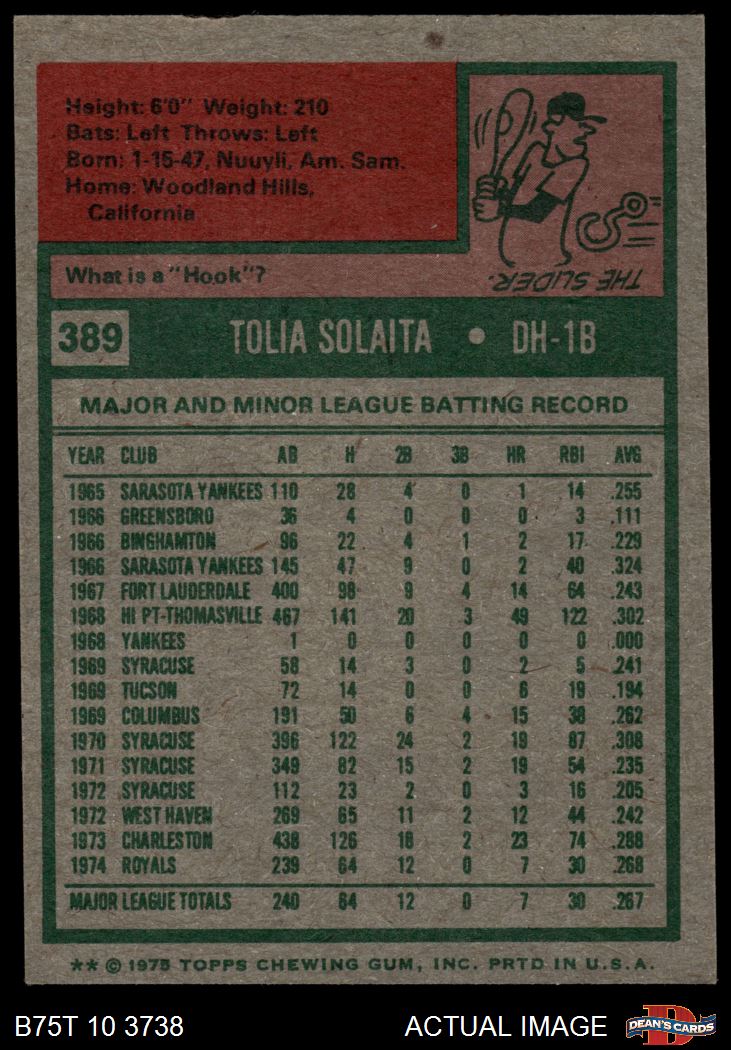 Height: 6'0" Weight: 210
Bats: Left Throws: Left
Born: 1-15-47, Nuuyli, Am. Sam.
Home: Woodland Hills,
California
What is a "Hook"?
THE SLIDER.
389 TOLIA SOLAITA • DH-1B
MAJOR AND MINOR LEAGUE BATTING RECORD
YEAR CLUB AB H 2B 3B HR RBI AVG
1965 SARASOTA YANKEES 110 28 4 0 1 14 .255
1966 GREENSBORO 36 4 0 0 0 3 .111
1966 BINGHAMTON 96 22 4 1 2 17 .229
1966 SARASOTA YANKEES 145 47 9 0 2 40 .324
1967 FORT LAUDERDALE 400 98 9 4 14 64 .243
1968 HI PT-THOMASVILLE 467 141 20 3 49 122 .302
1968 YANKEES 1 0 0 0 0 0 .000
1969 SYRACUSE 58 14 3 0 2 5 .241
1969 TUCSON 72 14 0 0 6 19 .194
1969 COLUMBUS 191 50 6 4 15 38 .262
1970 SYRACUSE 396 122 24 2 19 87 .308
1971 SYRACUSE 349 82 15 2 19 54 .235
1972 SYRACUSE 112 23 2 0 3 16 .205
1972 WEST HAVEN 269 65 11 2 12 44 .242
1973 CHARLESTON 438 126 18 2 23 74 .288
1974 ROYALS 239 64 12 0 7 30 .268
MAJOR LEAGUE TOTALS 240 64 12 0 7 30 .267
** © 1975 TOPPS CHEWING GUM, INC. PRTD IN U.S.A.
B75T 10 3738 ACTUAL IMAGE DEAN'S CARDS